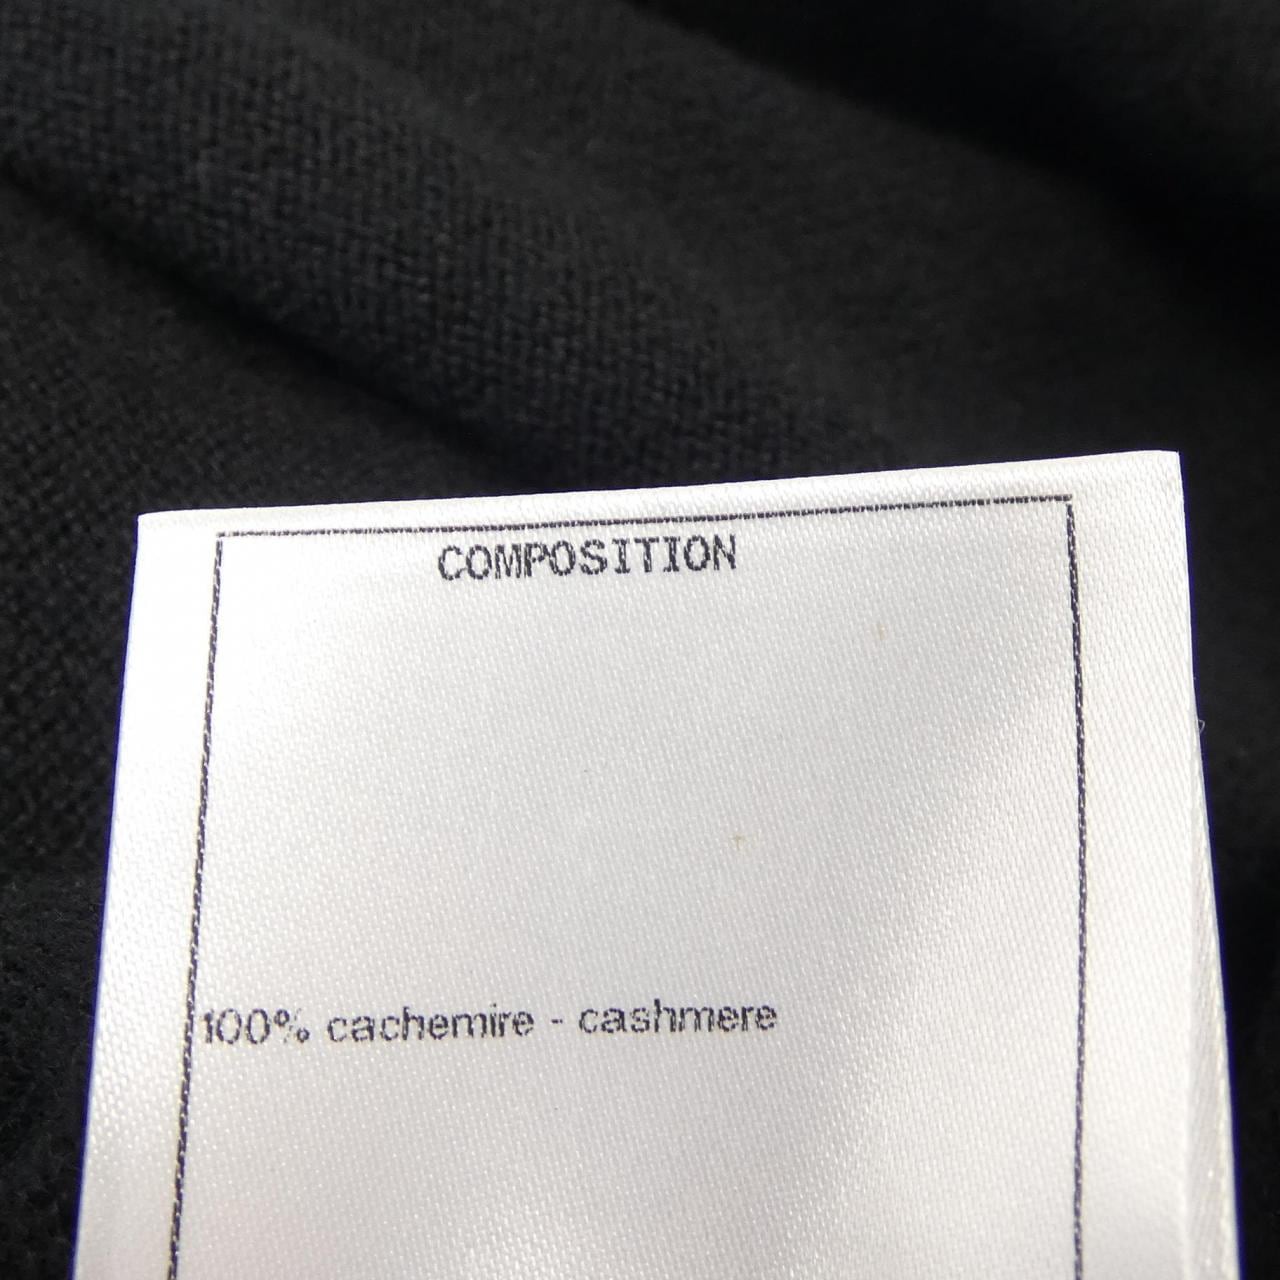 COMPOSITION
100% cachemire - cashmere